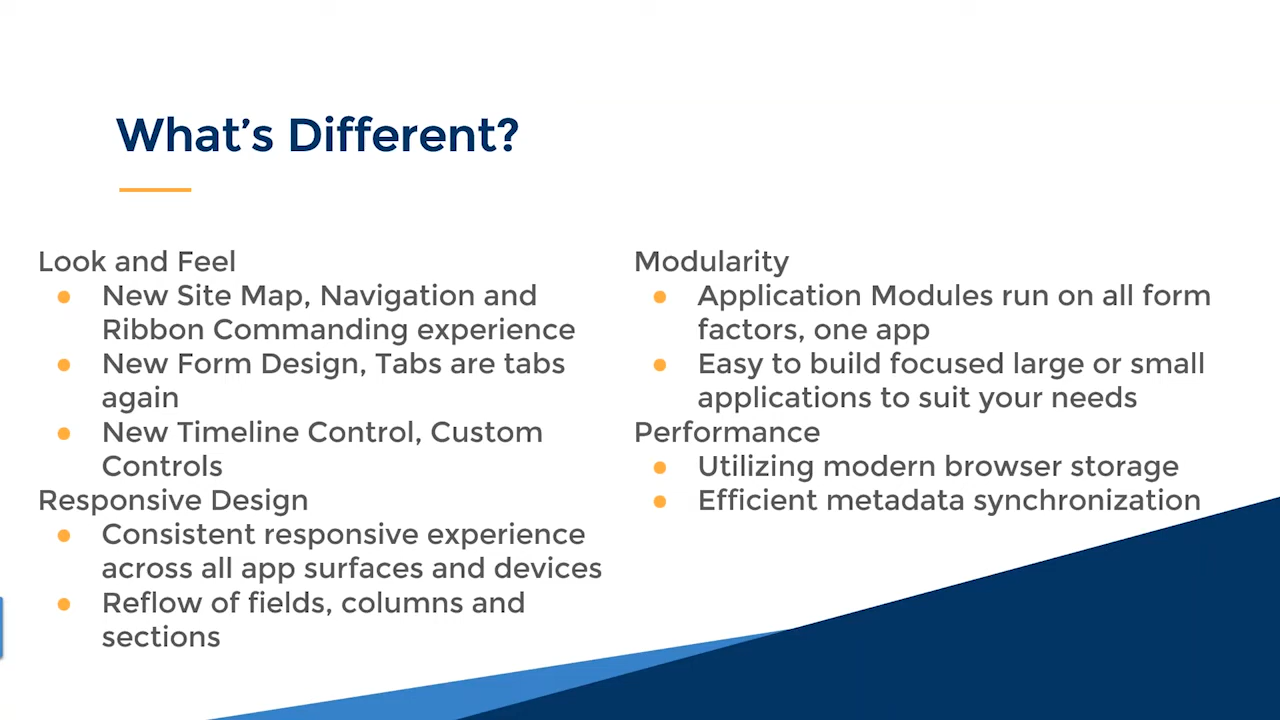 What’s Different?
Look and Feel
● New Site Map, Navigation and
Ribbon Commanding experience
● New Form Design, Tabs are tabs
again
● New Timeline Control, Custom
Controls
Responsive Design
● Consistent responsive experience
across all app surfaces and devices
● Reflow of fields, columns and
sections
Modularity
● Application Modules run on all form
factors, one app
● Easy to build focused large or small
applications to suit your needs
Performance
● Utilizing modern browser storage
● Efficient metadata synchronization